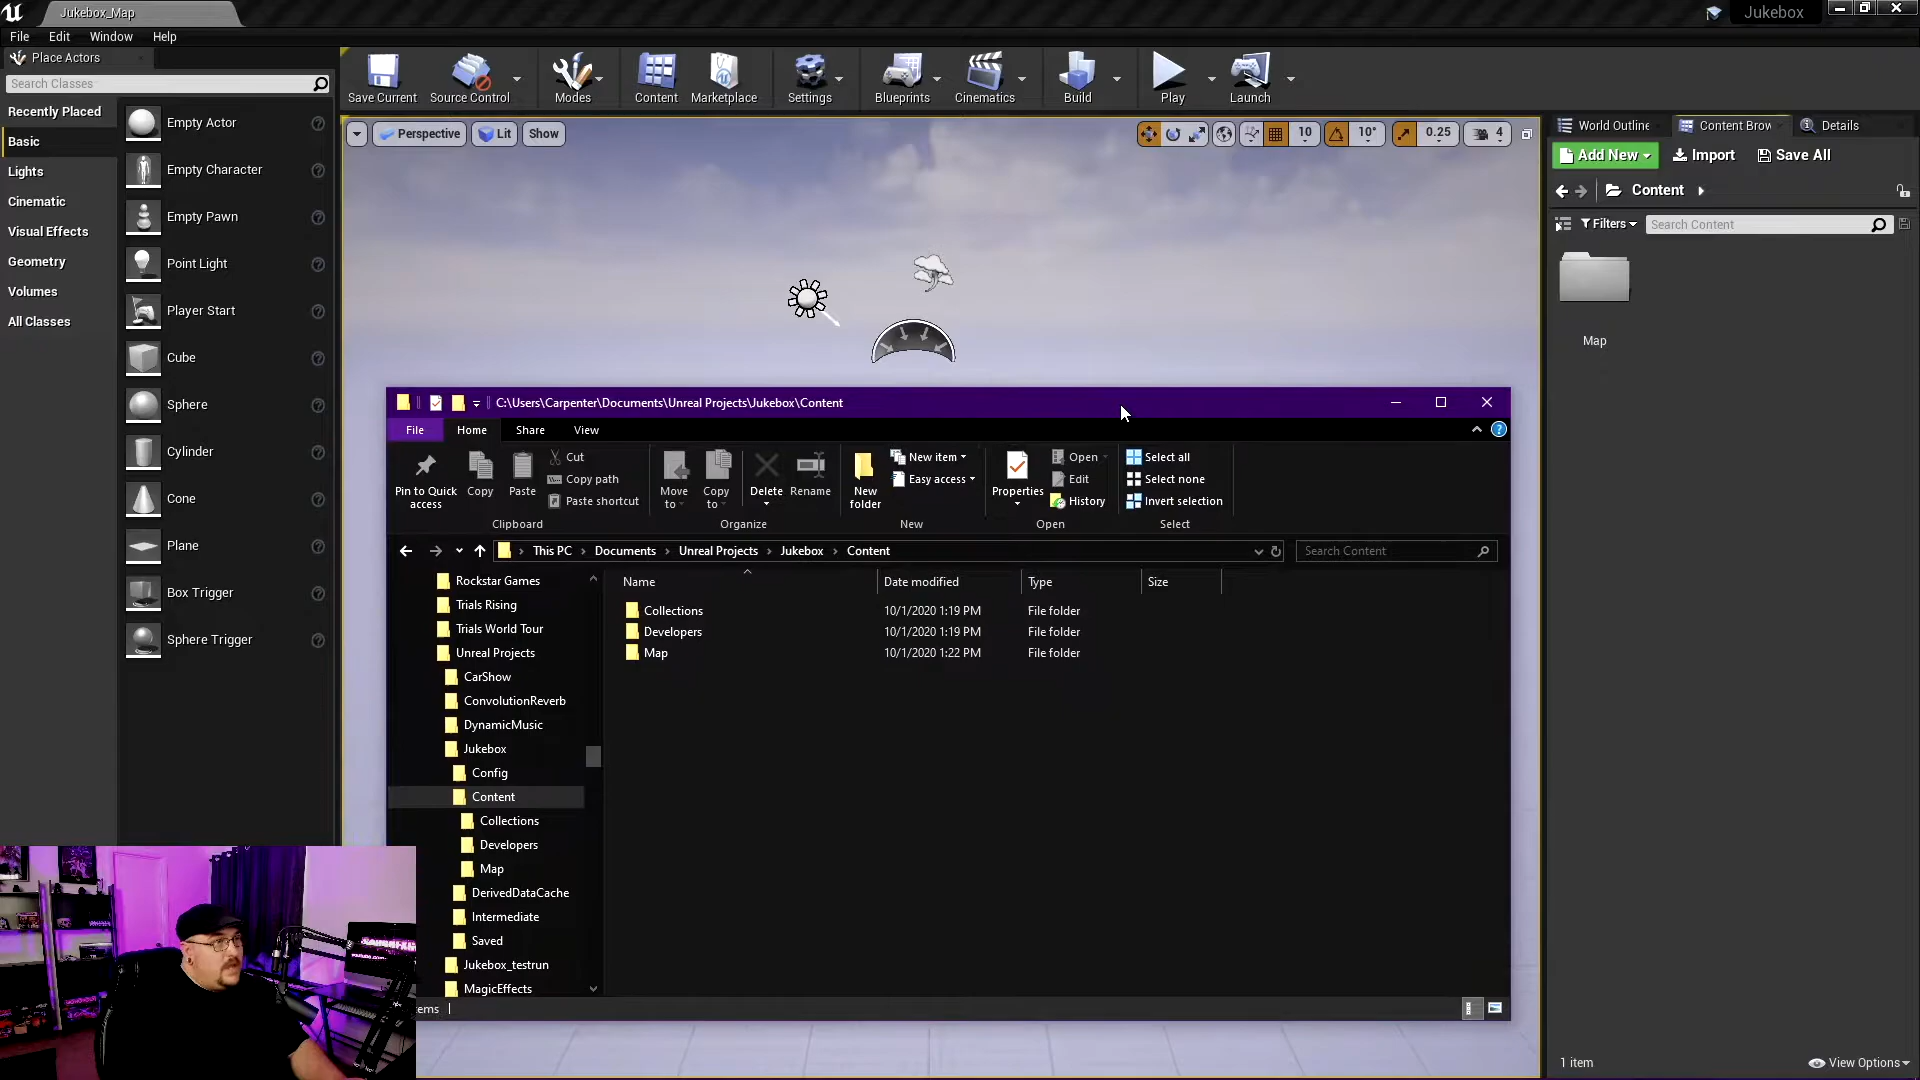 Jukebox_Map
Jukebox
File Edit Window Help
Place Actors
Search Classes
Recently Placed
Basic
Lights
Cinematic
Visual Effects
Geometry
Volumes
All Classes
Empty Actor
Empty Character
Empty Pawn
Point Light
Player Start
Cube
Sphere
Cylinder
Cone
Plane
Box Trigger
Sphere Trigger
Save Current Source Control Modes Content Marketplace Settings Blueprints Cinematics Build Play Launch
Perspective Lit Show
10 10° 0.25 4
World Outline Content Brow Details
Add New Import Save All
Content
Filters Search Content
Map
1 item View Options
C:\Users\Carpenter\Documents\Unreal Projects\Jukebox\Content
File Home Share View
Pin to Quick access
Copy
Paste
Cut
Copy path
Paste shortcut
Clipboard
Move to
Copy to
Delete
Rename
Organize
New folder
New item
Easy access
New
Properties
Open
Edit
History
Open
Select all
Select none
Invert selection
Select
This PC Documents Unreal Projects Jukebox Content
Search Content
Rockstar Games
Trials Rising
Trials World Tour
Unreal Projects
CarShow
ConvolutionReverb
DynamicMusic
Jukebox
Config
Content
Collections
Developers
Map
DerivedDataCache
Intermediate
Saved
Jukebox_testrun
MagicEffects
Name Date modified Type Size
Collections 10/1/2020 1:19 PM File folder
Developers 10/1/2020 1:19 PM File folder
Map 10/1/2020 1:22 PM File folder
ems